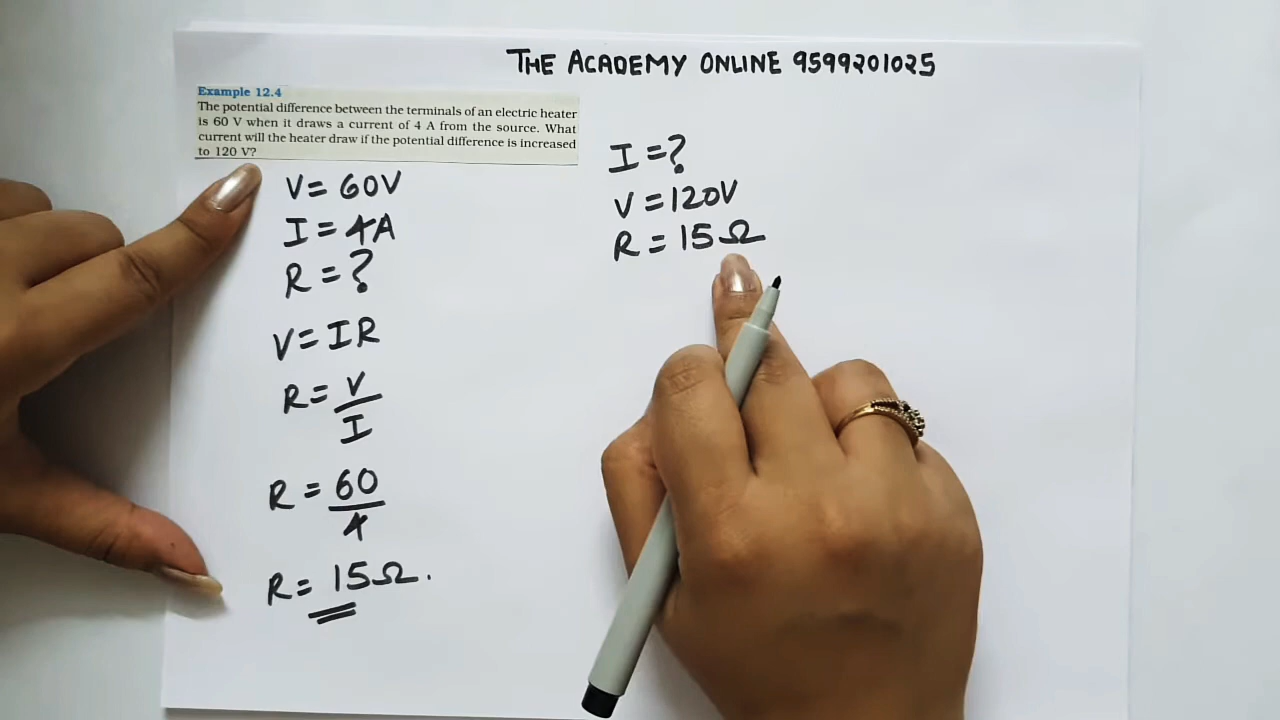 THE ACADEMY ONLINE 9599201025
Example 12.4
The potential difference between the terminals of an electric heater
is 60 V when it draws a current of 4 A from the source. What
current will the heater draw if the potential difference is increased
to 120 V?
V = 60V
I = 4A
R = ?
V = IR
R = V
I
R = 60
4
R = 15Ω.
I = ?
V = 120V
R = 15Ω